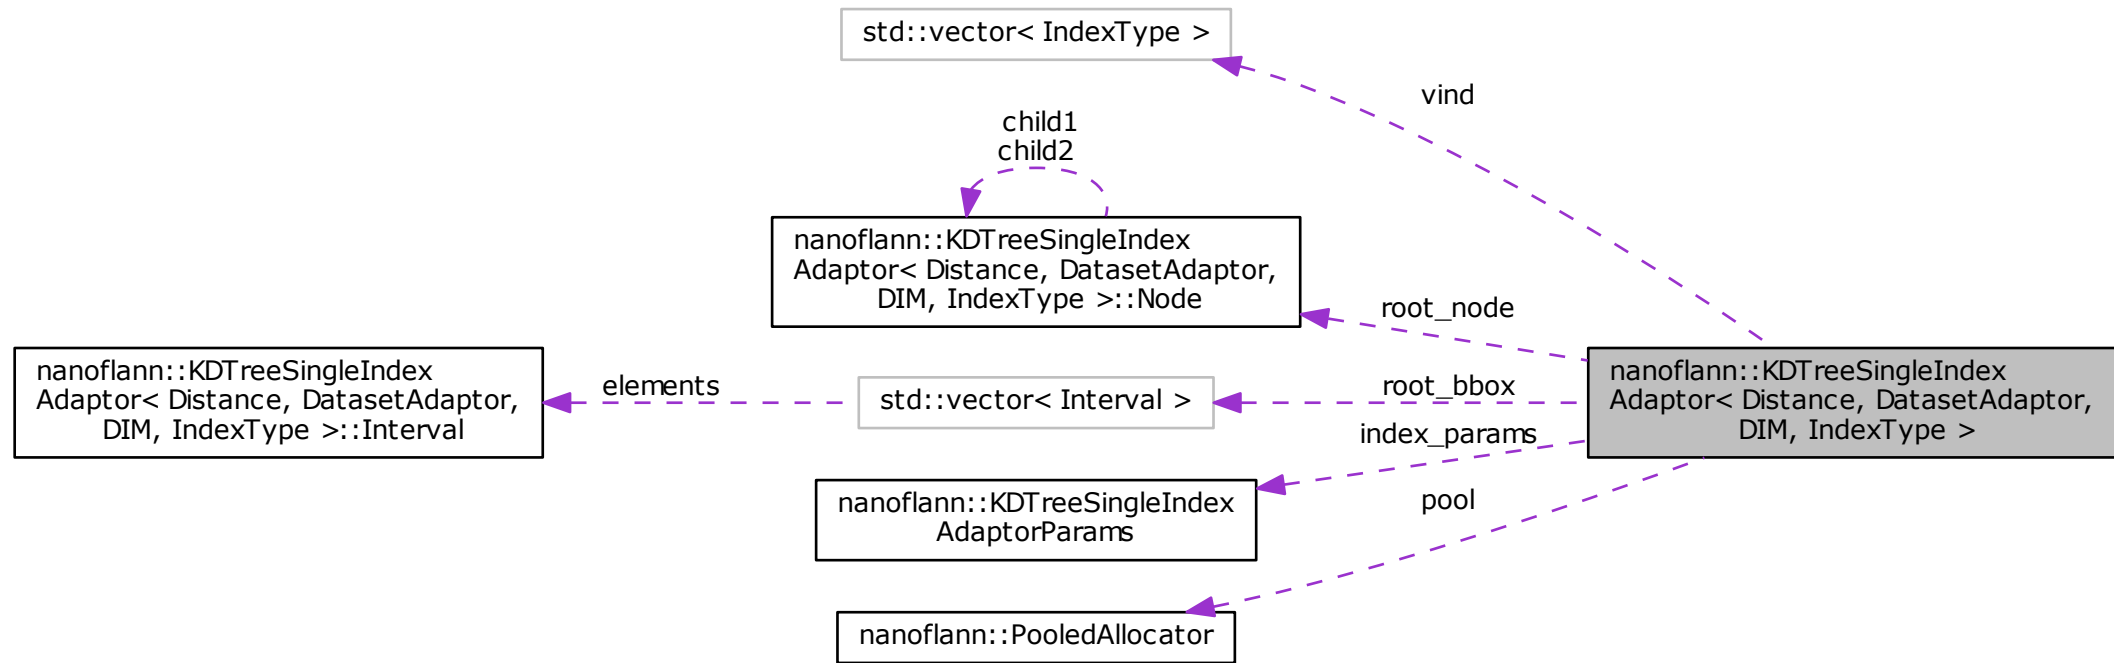 std::vector< IndexType >
vind
child1
child2
nanoflann::KDTreeSingleIndex
Adaptor< Distance, DatasetAdaptor,
DIM, IndexType >::Node
root_node
nanoflann::KDTreeSingleIndex
Adaptor< Distance, DatasetAdaptor,
DIM, IndexType >::Interval
elements
std::vector< Interval >
root_bbox
index_params
nanoflann::KDTreeSingleIndex
Adaptor< Distance, DatasetAdaptor,
DIM, IndexType >
nanoflann::KDTreeSingleIndex
AdaptorParams
pool
nanoflann::PooledAllocator